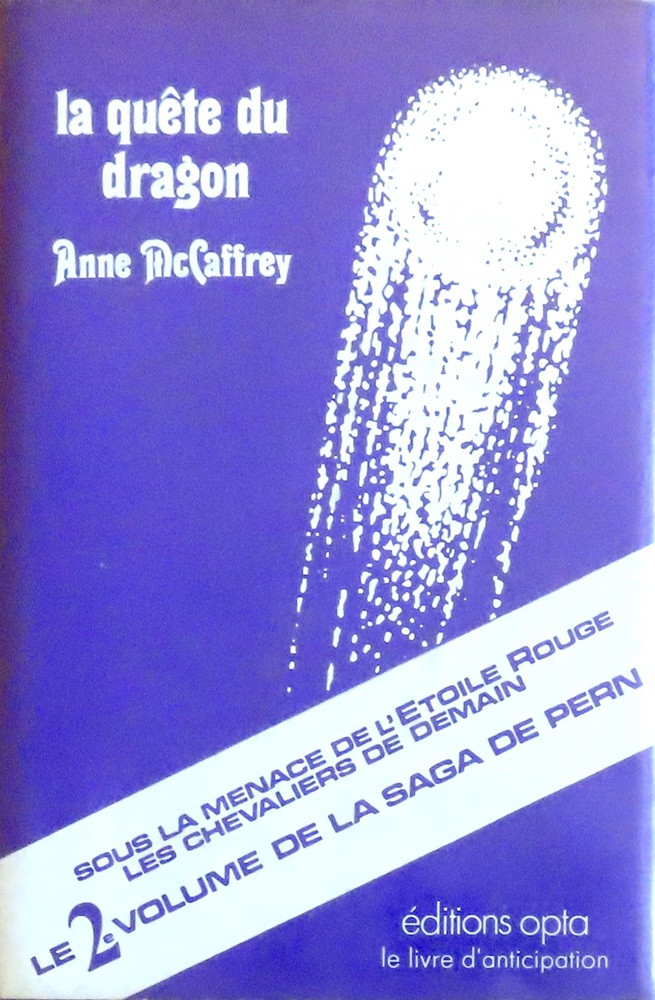 la quête du
dragon
Anne McCaffrey
SOUS LA MENACE DE L'ETOILE ROUGE
LES CHEVALIERS DE DEMAIN
LE 2e VOLUME DE LA SAGA DE PERN
éditions opta
le livre d'anticipation